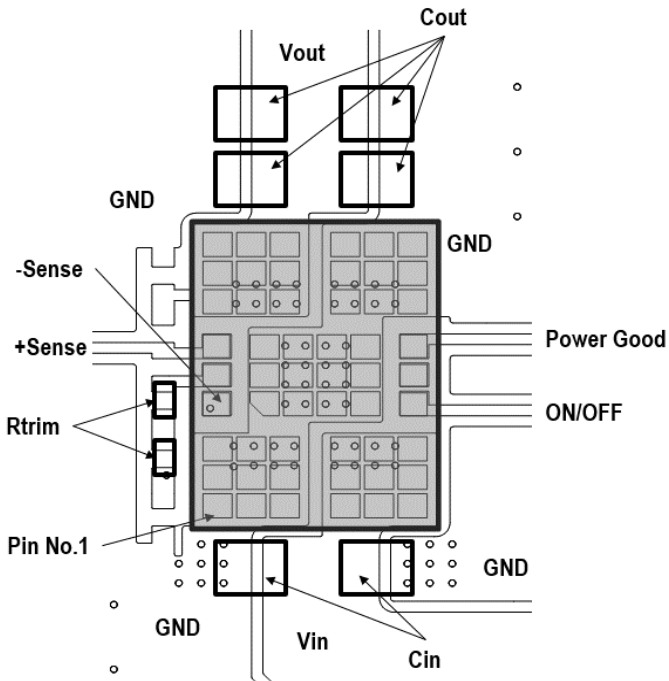 Cout
Vout
GND
GND
-Sense
+Sense
Power Good
ON/OFF
Rtrim
Pin No.1
GND
GND
Vin
Cin